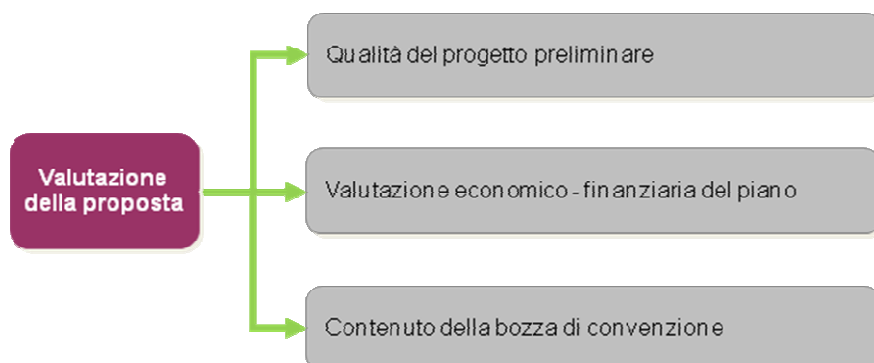 Qualità del progetto preliminare
Valutazione
della proposta
Valutazione economico - finanziaria del piano
Contenuto della bozza di convenzione